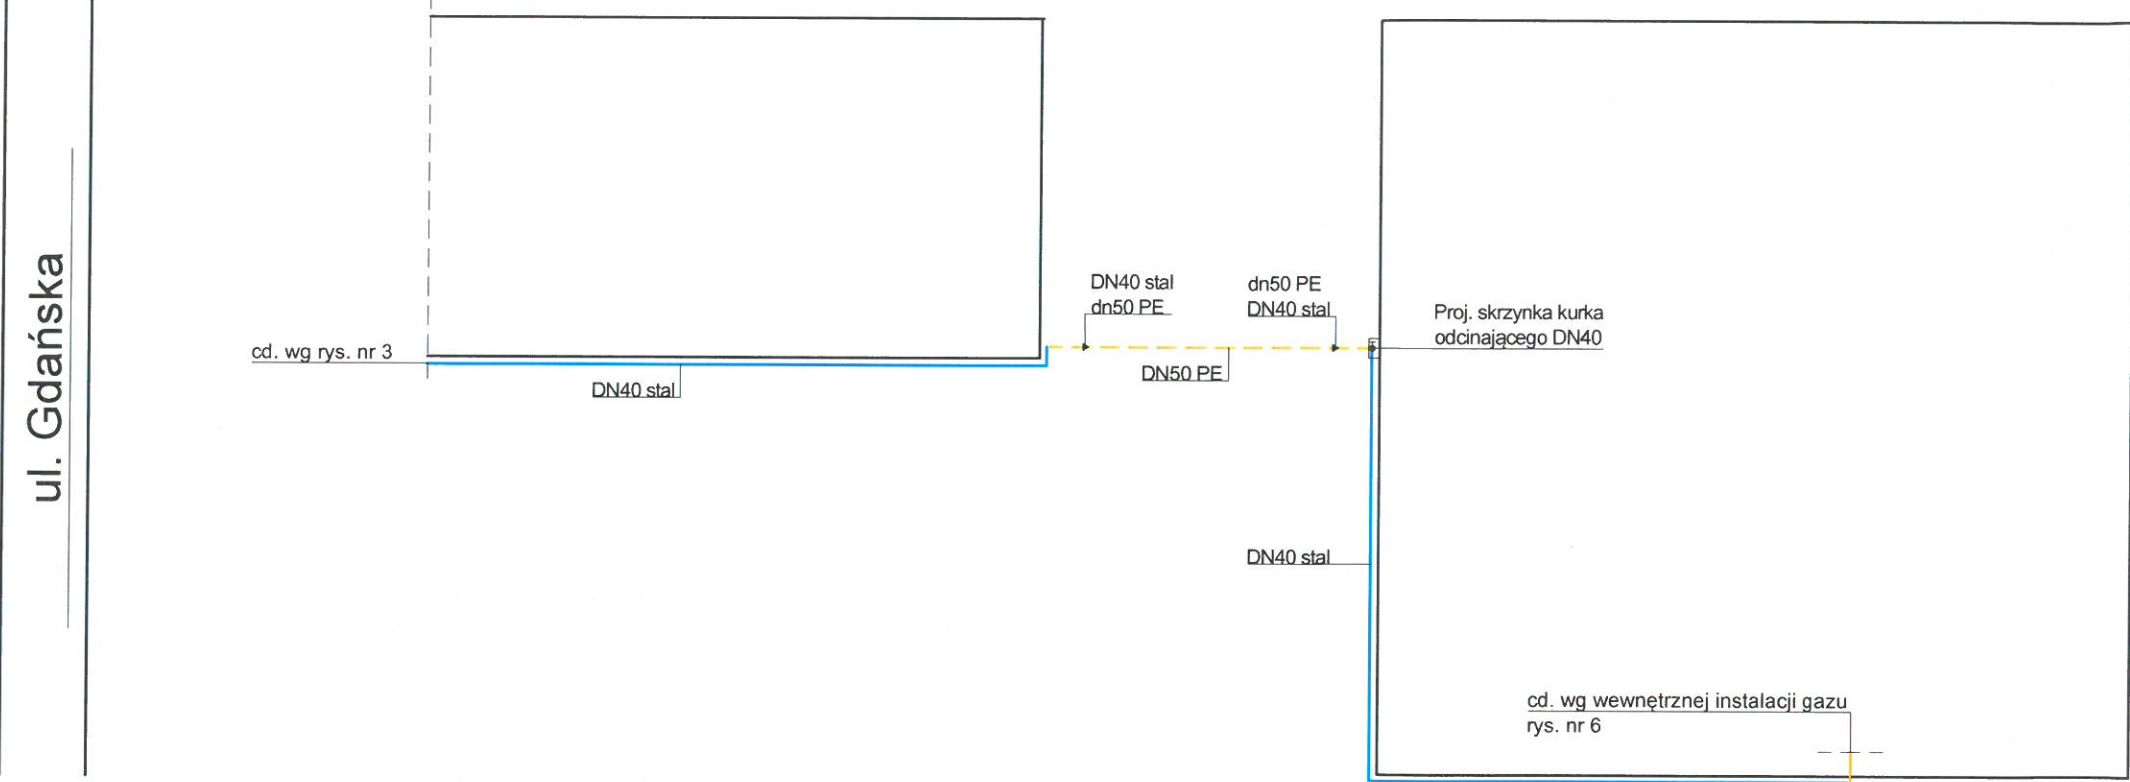 ul. Gdańska
cd. wg rys. nr 3
DN40 stal
DN40 stal
dn50 PE
dn50 PE
DN40 stal
DN50 PE
Proj. skrzynka kurka
odcinającego DN40
DN40 stal
cd. wg wewnętrznej instalacji gazu
rys. nr 6